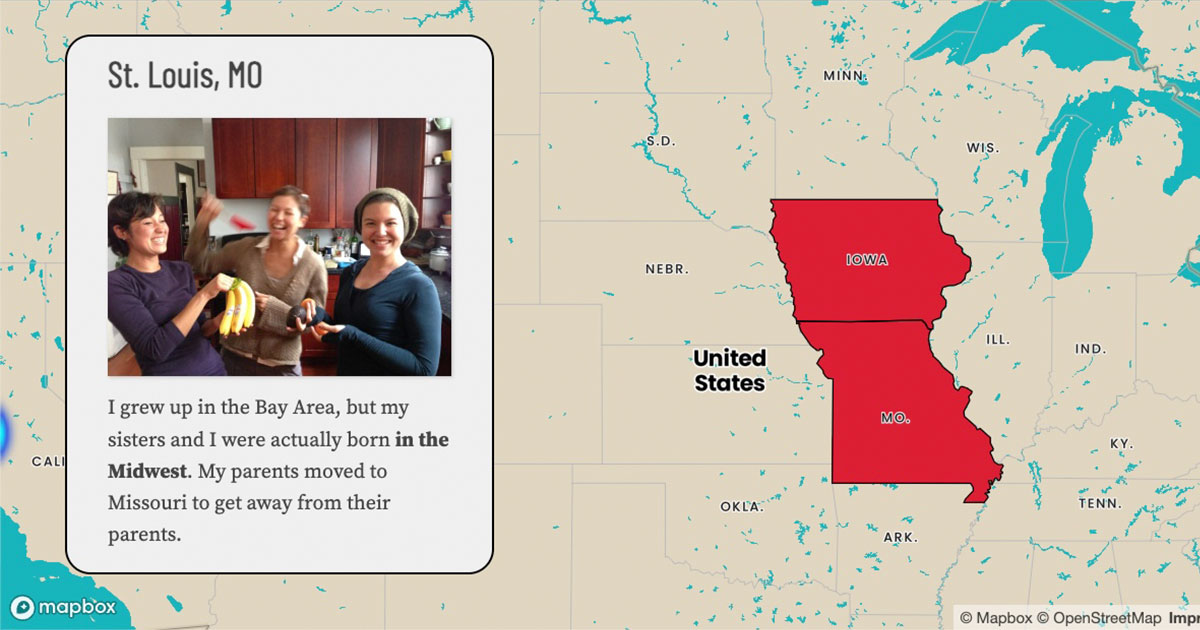 St. Louis, MO
I grew up in the Bay Area, but my
sisters and I were actually born in the
Midwest. My parents moved to
Missouri to get away from their
parents.
MINN.
S.D.
WIS.
IOWA
NEBR.
ILL.
IND.
United
States
MO.
KY.
CALI
OKLA.
TENN.
ARK.
mapbox
© Mapbox © OpenStreetMap Impr